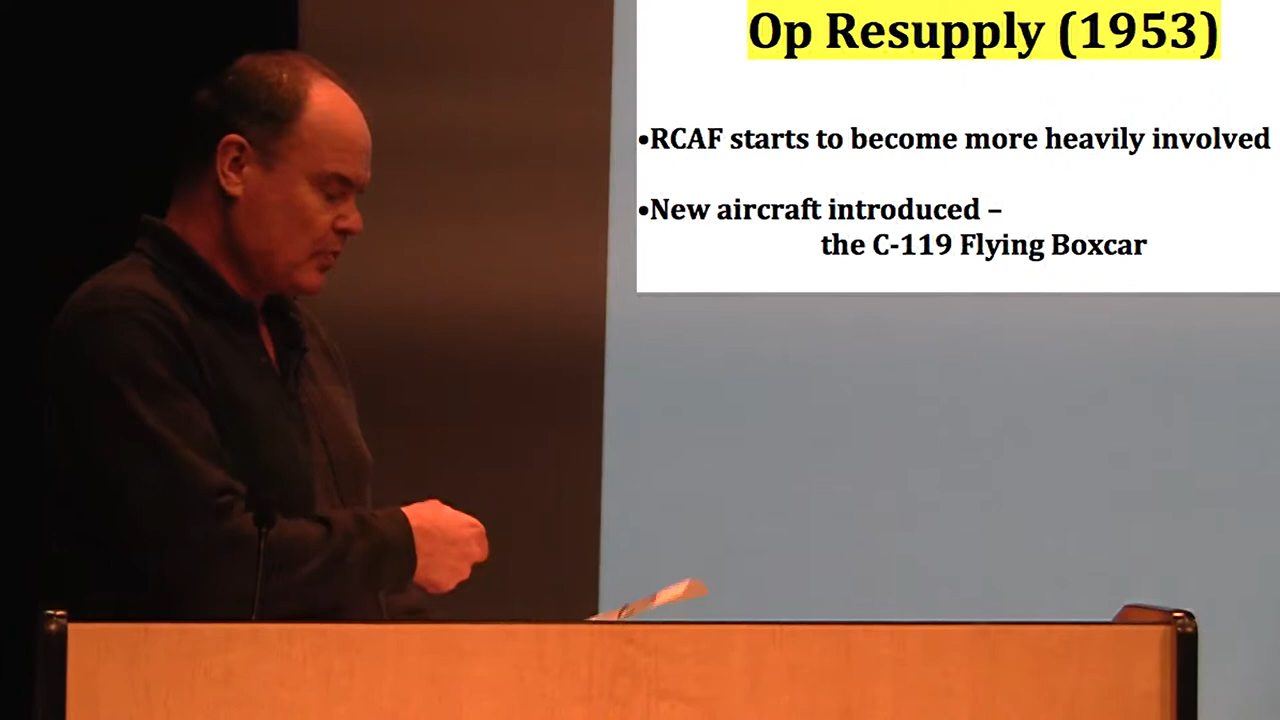 Op Resupply (1953)
•RCAF starts to become more heavily involved
•New aircraft introduced –
the C-119 Flying Boxcar